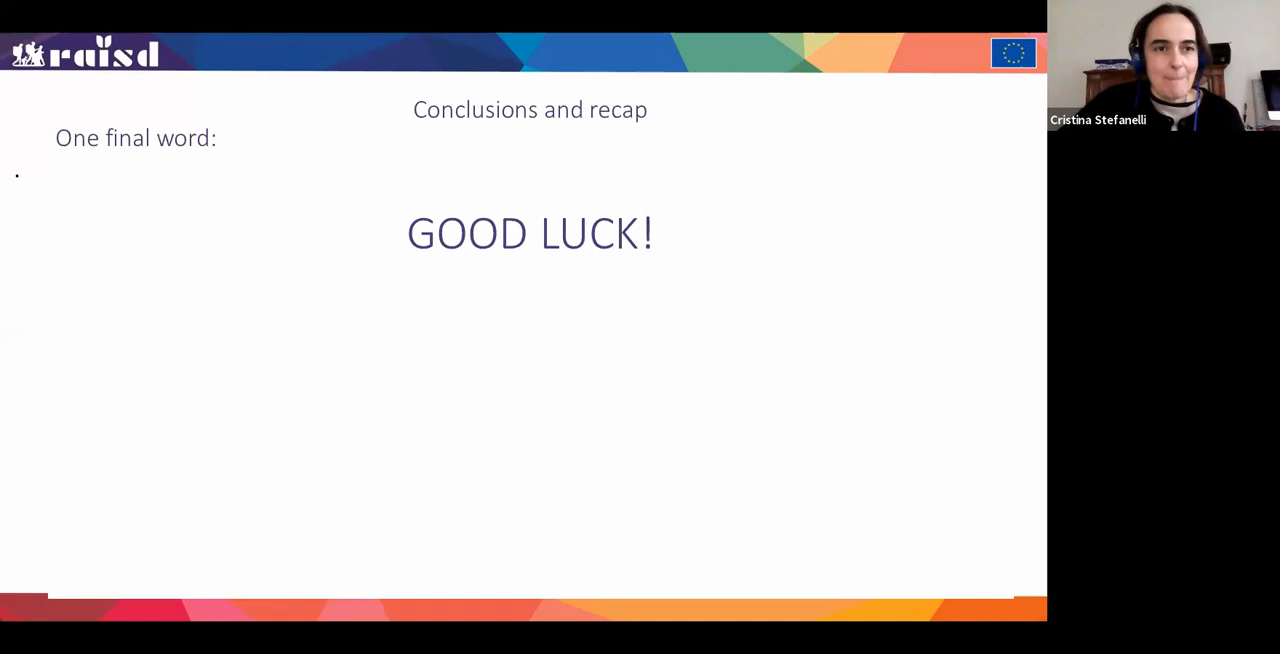 raisd
Conclusions and recap
One final word:
.
GOOD LUCK!
Cristina Stefanelli